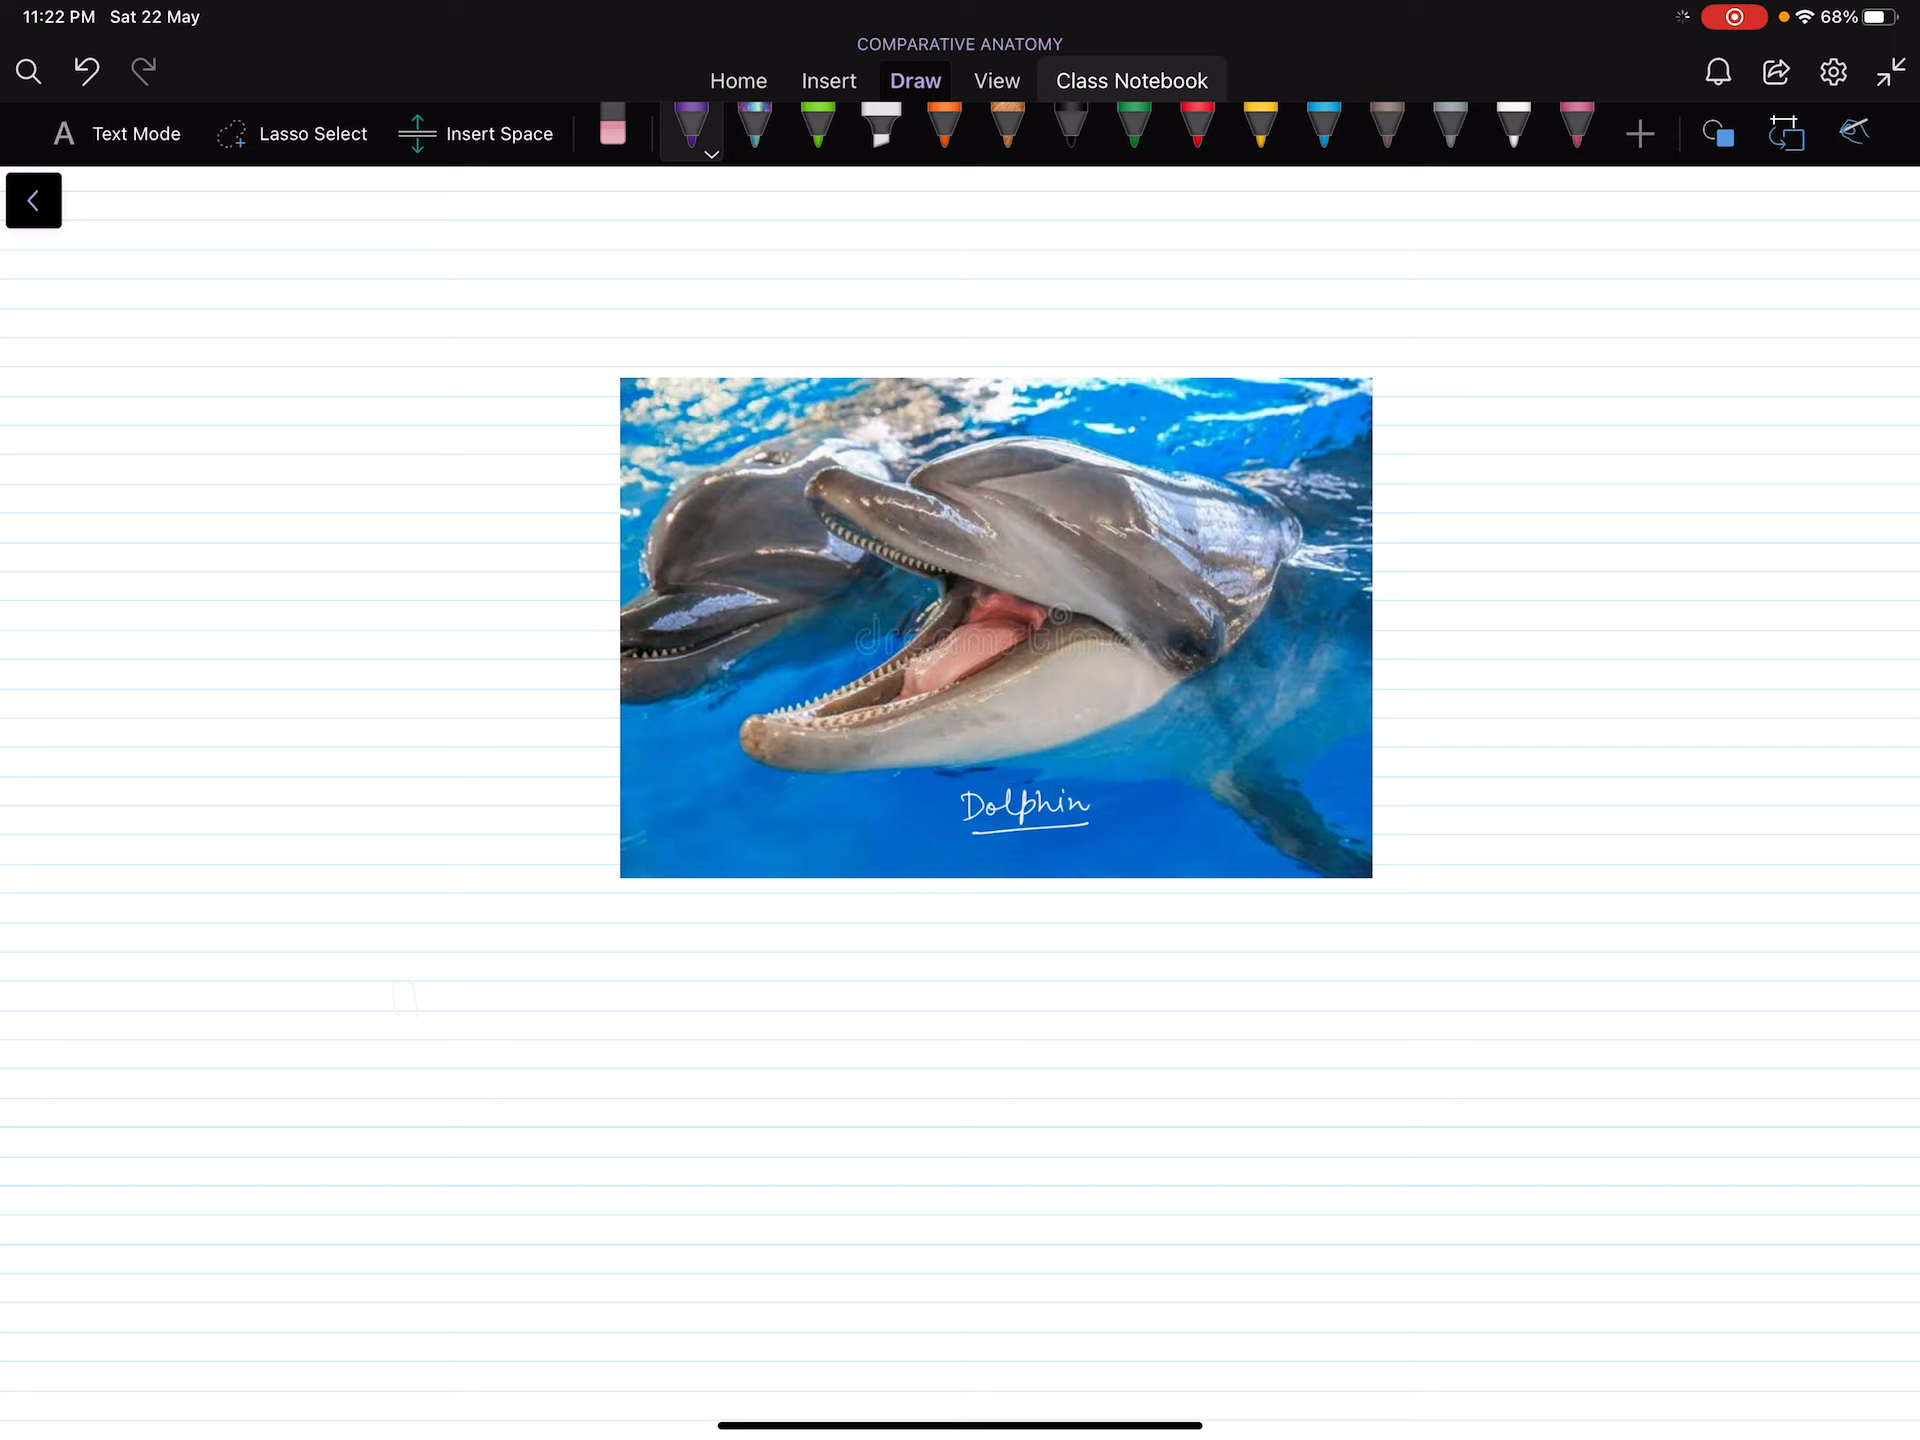 11:22 PM Sat 22 May
68%
COMPARATIVE ANATOMY
Home Insert Draw View Class Notebook
A Text Mode Lasso Select Insert Space
dreamstime
Dolphin